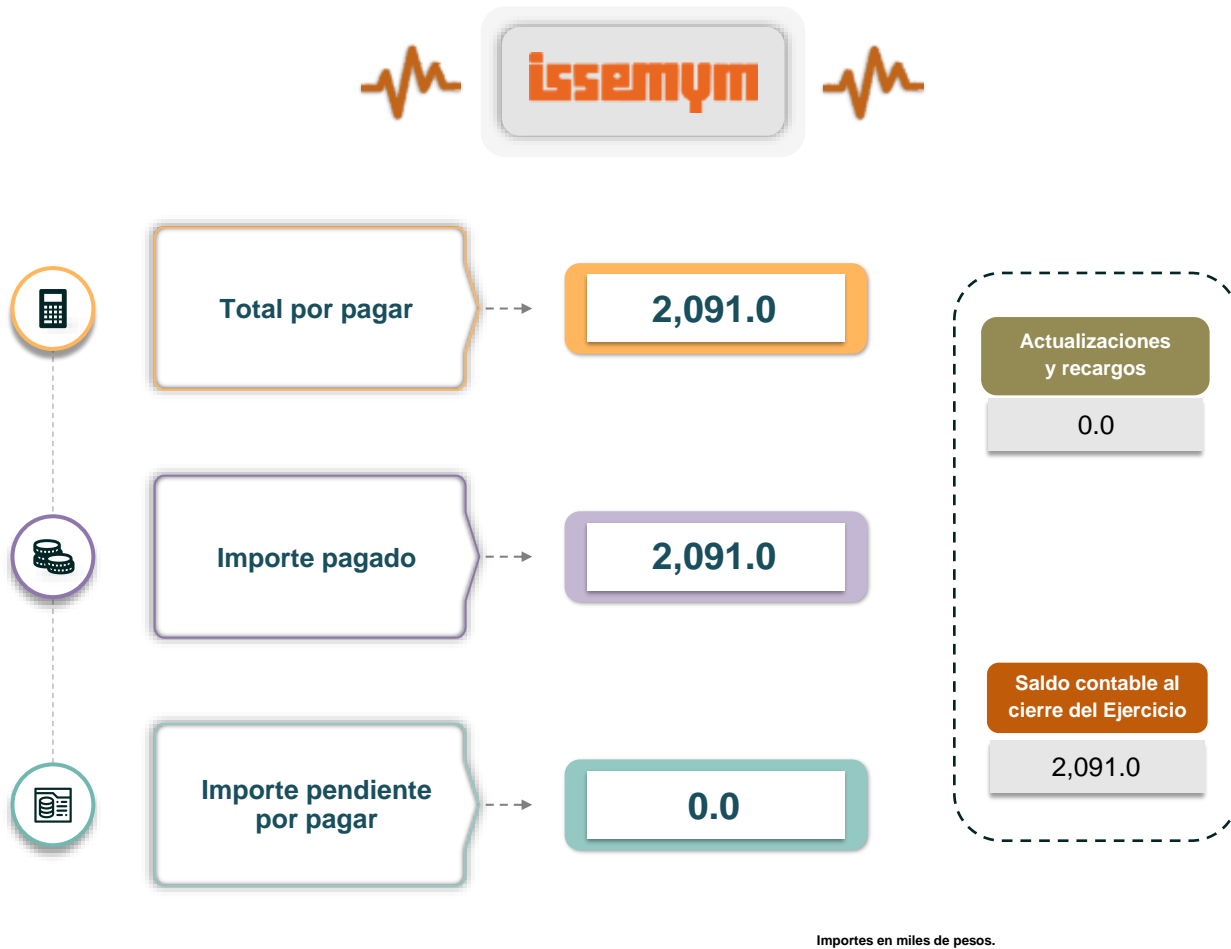 issemym
Total por pagar
2,091.0
Importe pagado
2,091.0
Importe pendiente
por pagar
0.0
Actualizaciones
y recargos
0.0
Saldo contable al
cierre del Ejercicio
2,091.0
Importes en miles de pesos.